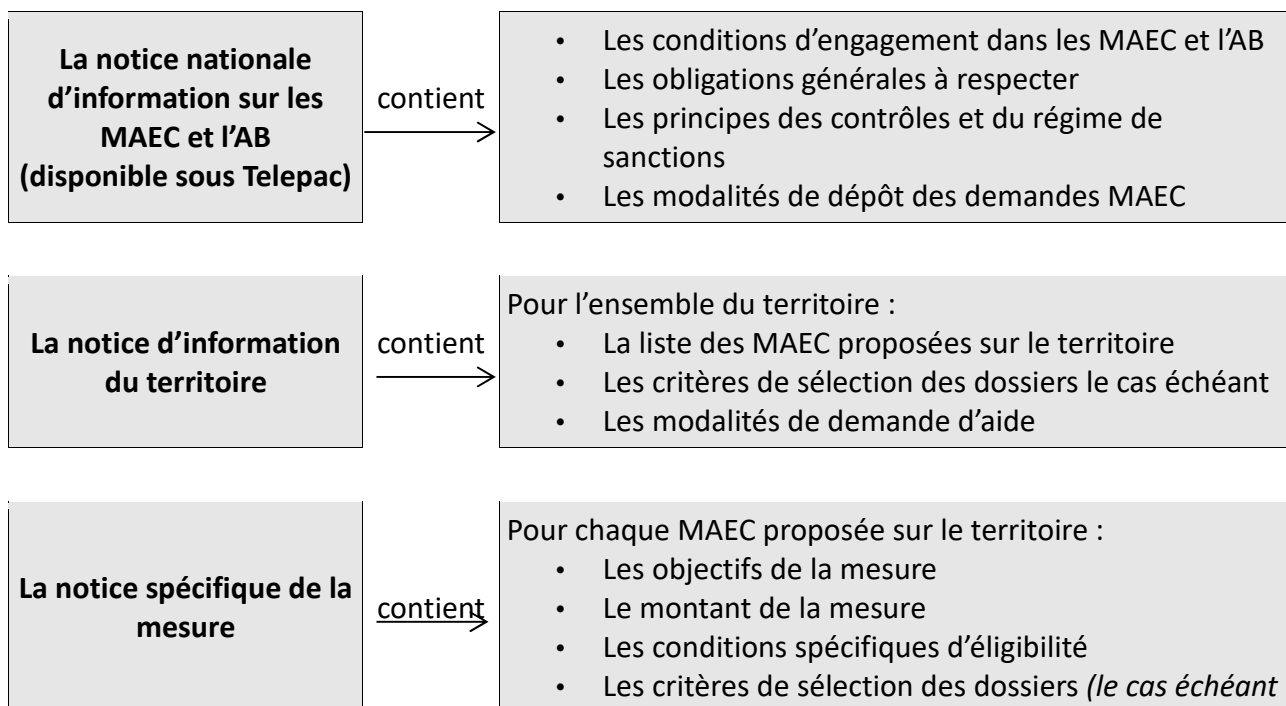 La notice nationale
d’information sur les
MAEC et l’AB
(disponible sous Telepac)
contient
• Les conditions d’engagement dans les MAEC et l’AB
• Les obligations générales à respecter
• Les principes des contrôles et du régime de
sanctions
• Les modalités de dépôt des demandes MAEC
La notice d’information
du territoire
contient
Pour l’ensemble du territoire :
• La liste des MAEC proposées sur le territoire
• Les critères de sélection des dossiers le cas échéant
• Les modalités de demande d’aide
La notice spécifique de la
mesure
contient
Pour chaque MAEC proposée sur le territoire :
• Les objectifs de la mesure
• Le montant de la mesure
• Les conditions spécifiques d’éligibilité
• Les critères de sélection des dossiers (le cas échéant